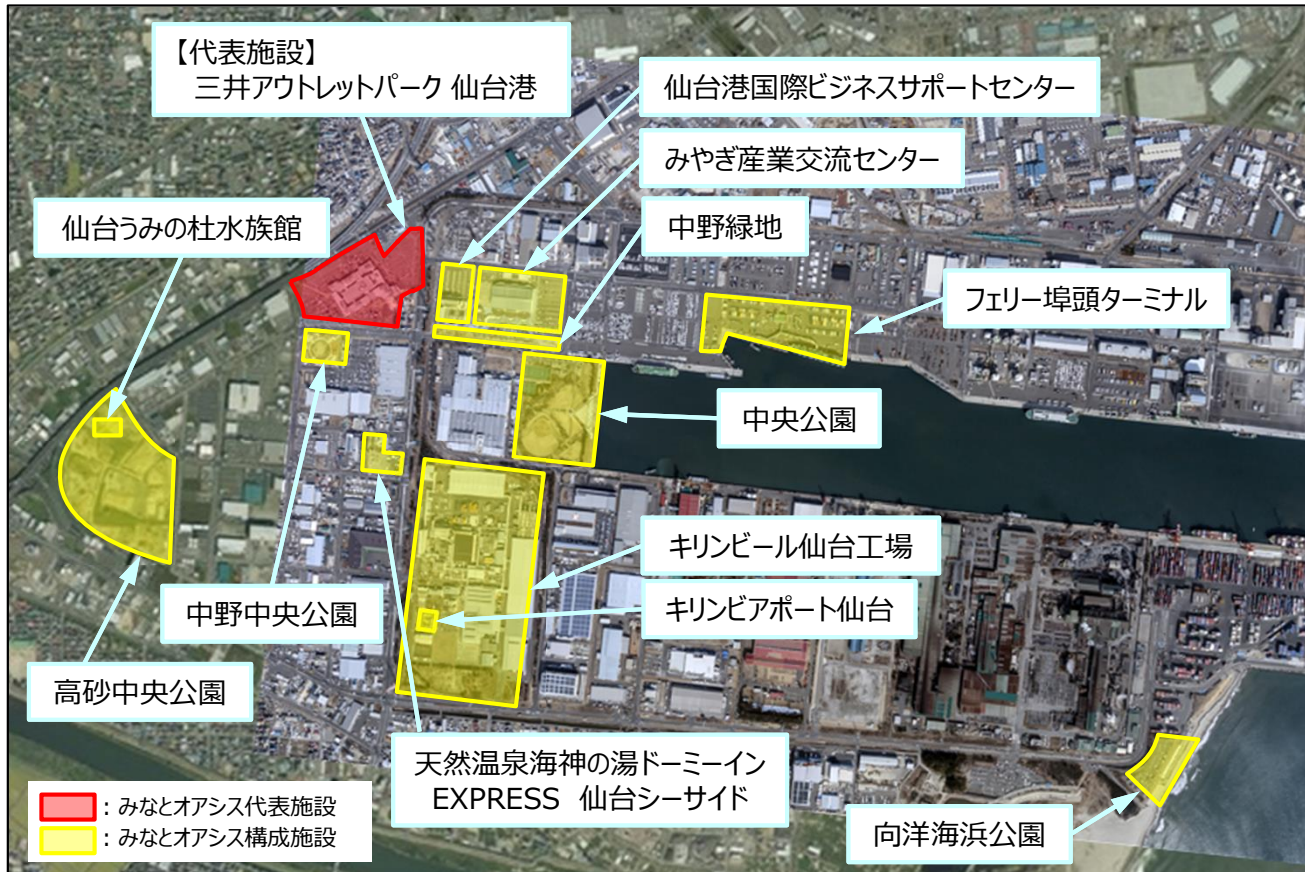 【代表施設】
三井アウトレットパーク 仙台港
仙台港国際ビジネスサポートセンター
みやぎ産業交流センター
仙台うみの杜水族館
中野緑地
フェリー埠頭ターミナル
中央公園
キリンビール仙台工場
中野中央公園
キリンビアポート仙台
高砂中央公園
天然温泉海神の湯ドーミーイン
EXPRESS 仙台シーサイド
向洋海浜公園
：みなとオアシス代表施設
：みなとオアシス構成施設